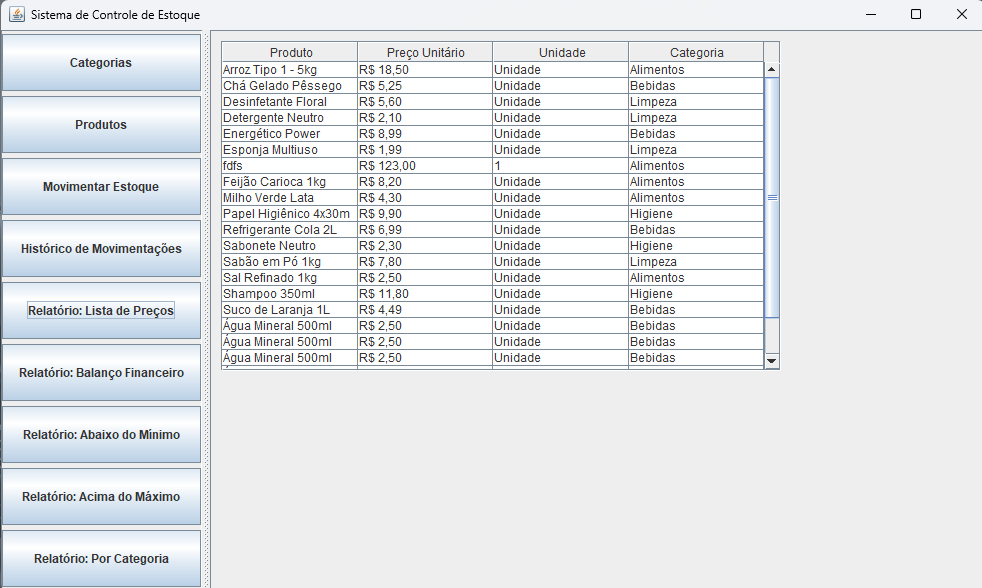 Sistema de Controle de Estoque
Categorias
Produtos
Movimentar Estoque
Histórico de Movimentações
Relatório: Lista de Preços
Relatório: Balanço Financeiro
Relatório: Abaixo do Mínimo
Relatório: Acima do Máximo
Relatório: Por Categoria
Produto Preço Unitário Unidade Categoria
Arroz Tipo 1 - 5kg R$ 18,50 Unidade Alimentos
Chá Gelado Pêssego R$ 5,25 Unidade Bebidas
Desinfetante Floral R$ 5,60 Unidade Limpeza
Detergente Neutro R$ 2,10 Unidade Limpeza
Energético Power R$ 8,99 Unidade Bebidas
Esponja Multiuso R$ 1,99 Unidade Limpeza
fdfs R$ 123,00 1 Alimentos
Feijão Carioca 1kg R$ 8,20 Unidade Alimentos
Milho Verde Lata R$ 4,30 Unidade Alimentos
Papel Higiênico 4x30m R$ 9,90 Unidade Higiene
Refrigerante Cola 2L R$ 6,99 Unidade Bebidas
Sabonete Neutro R$ 2,30 Unidade Higiene
Sabão em Pó 1kg R$ 7,80 Unidade Limpeza
Sal Refinado 1kg R$ 2,50 Unidade Alimentos
Shampoo 350ml R$ 11,80 Unidade Higiene
Suco de Laranja 1L R$ 4,49 Unidade Bebidas
Água Mineral 500ml R$ 2,50 Unidade Bebidas
Água Mineral 500ml R$ 2,50 Unidade Bebidas
Água Mineral 500ml R$ 2,50 Unidade Bebidas